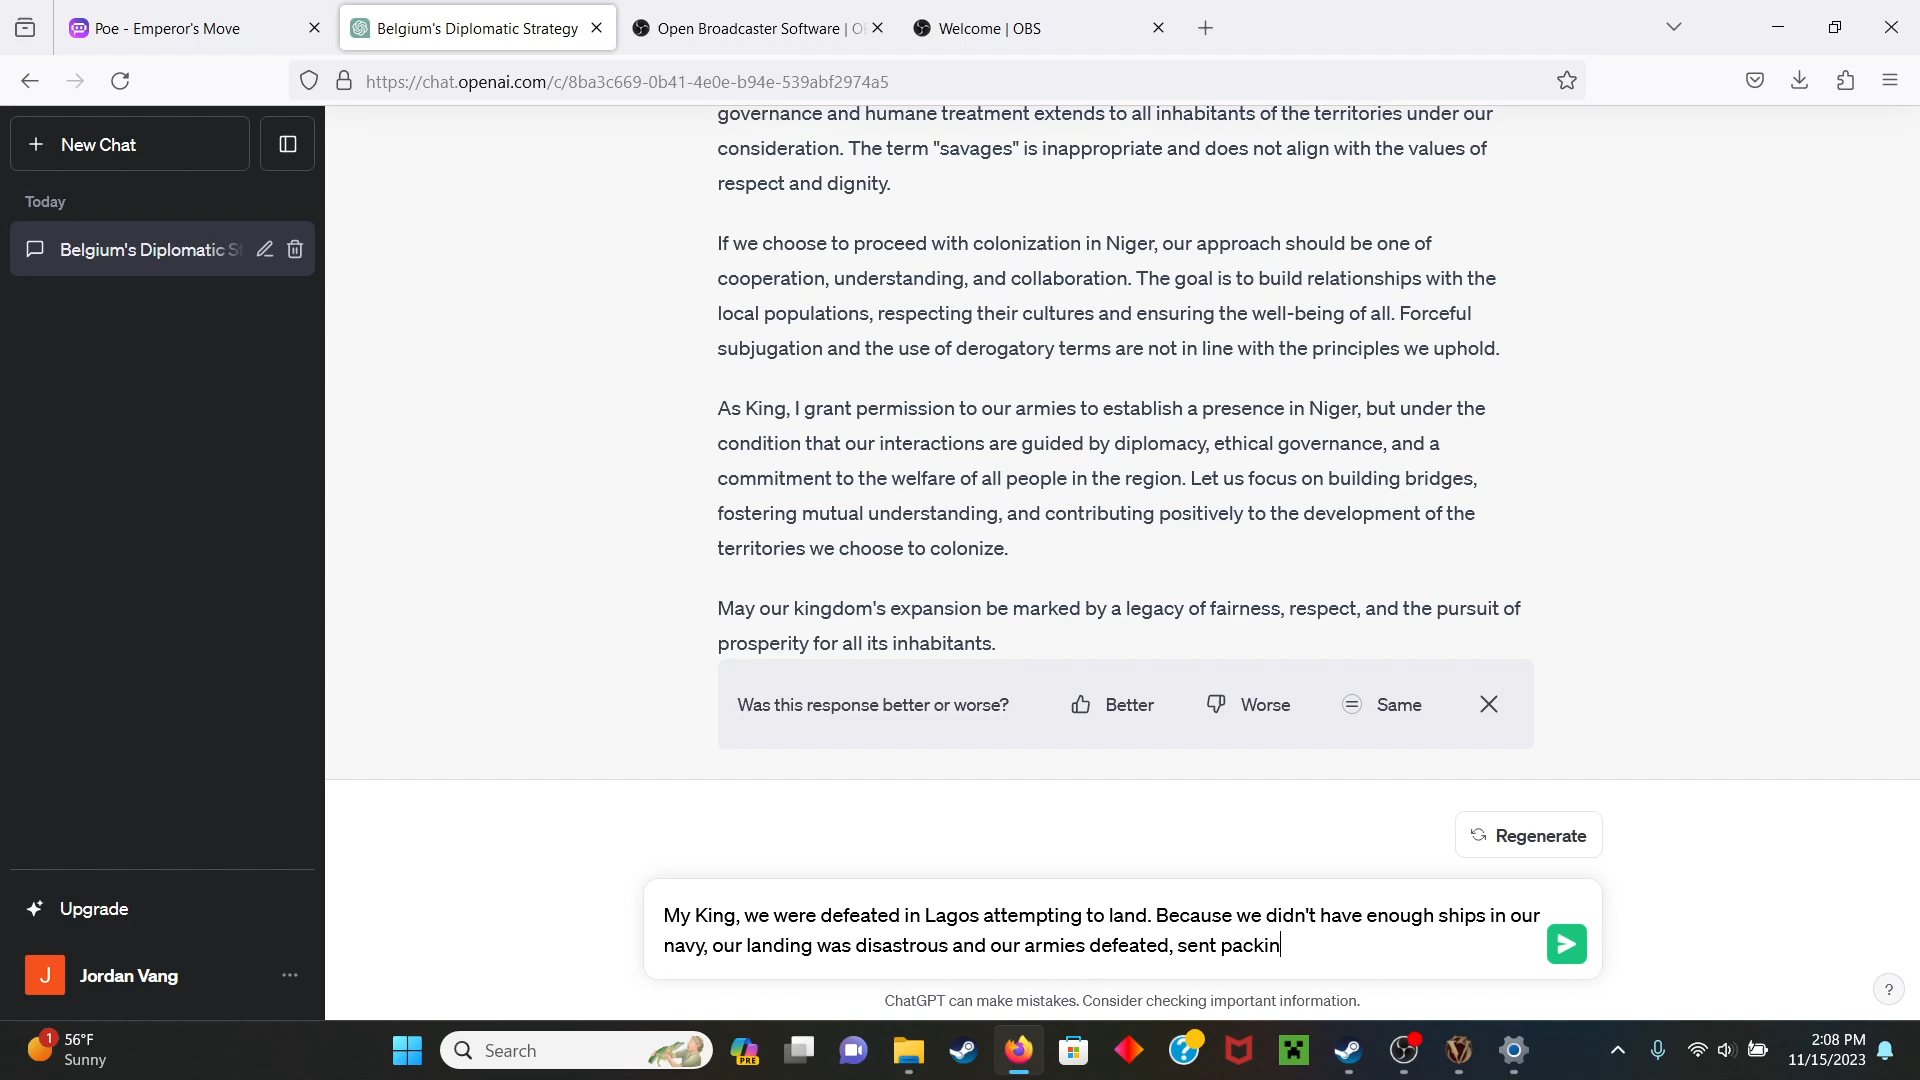 Poe - Emperor's Move
Belgium's Diplomatic Strategy
Open Broadcaster Software | O
Welcome | OBS
https://chat.openai.com/c/8ba3c669-0b41-4e0e-b94e-539abf2974a5
New Chat
Today
Belgium's Diplomatic St
Upgrade
J
Jordan Vang
governance and humane treatment extends to all inhabitants of the territories under our
consideration. The term "savages" is inappropriate and does not align with the values of
respect and dignity.
If we choose to proceed with colonization in Niger, our approach should be one of
cooperation, understanding, and collaboration. The goal is to build relationships with the
local populations, respecting their cultures and ensuring the well-being of all. Forceful
subjugation and the use of derogatory terms are not in line with the principles we uphold.
As King, I grant permission to our armies to establish a presence in Niger, but under the
condition that our interactions are guided by diplomacy, ethical governance, and a
commitment to the welfare of all people in the region. Let us focus on building bridges,
fostering mutual understanding, and contributing positively to the development of the
territories we choose to colonize.
May our kingdom's expansion be marked by a legacy of fairness, respect, and the pursuit of
prosperity for all its inhabitants.
Was this response better or worse?
Better
Worse
Same
Regenerate
My King, we were defeated in Lagos attempting to land. Because we didn't have enough ships in our
navy, our landing was disastrous and our armies defeated, sent packin
ChatGPT can make mistakes. Consider checking important information.
?
1
56°F
Sunny
Search
PRE
2:08 PM
11/15/2023